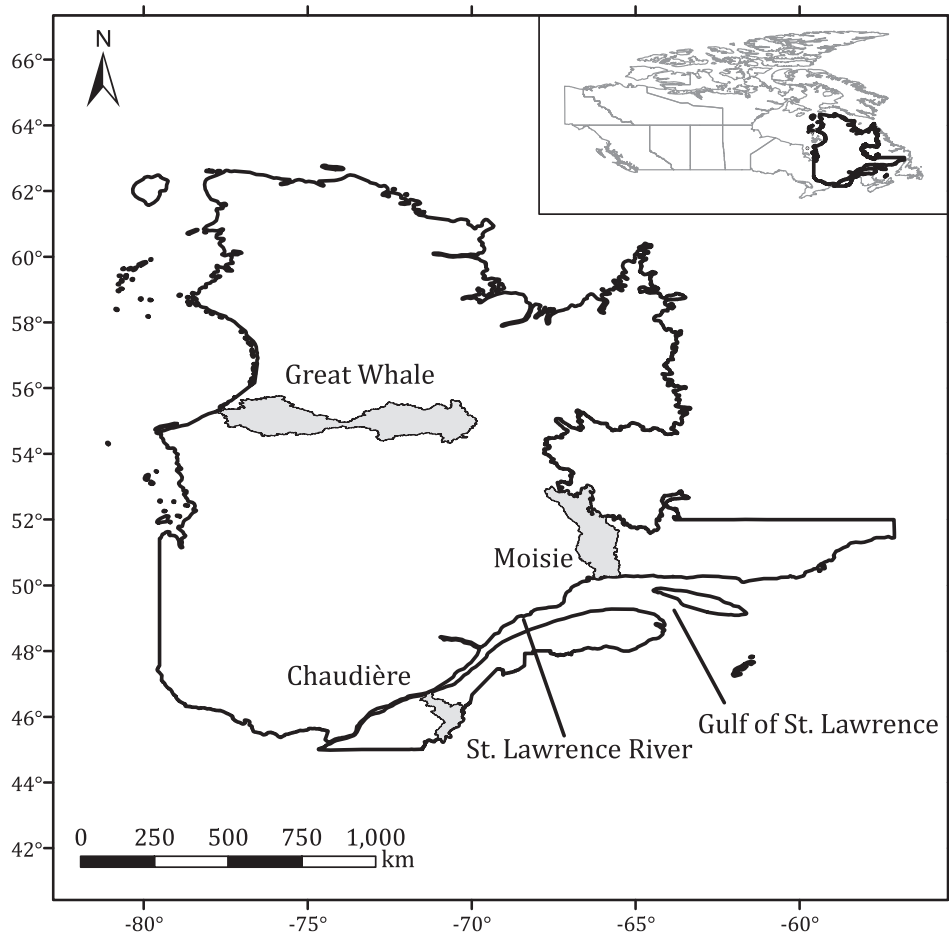 N
66°
64°
62°
60°
58°
56°
54°
52°
50°
48°
46°
44°
42°
Great Whale
Moisie
Chaudière
Gulf of St. Lawrence
St. Lawrence River
0 250 500 750 1,000
km
-80° -75° -70° -65° -60°